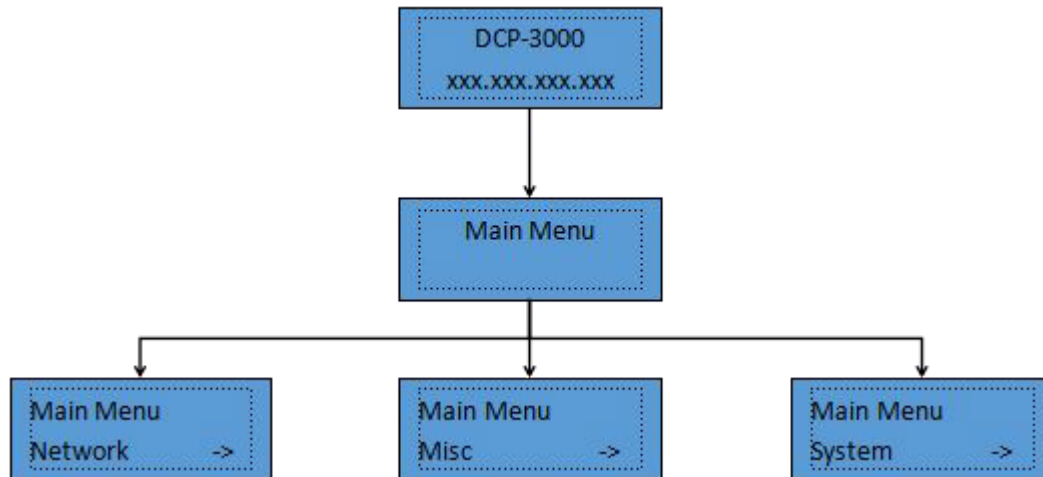 DCP-3000
xxx.xxx.xxx.xxx
Main Menu
Main Menu
Network ->
Main Menu
Misc ->
Main Menu
System ->